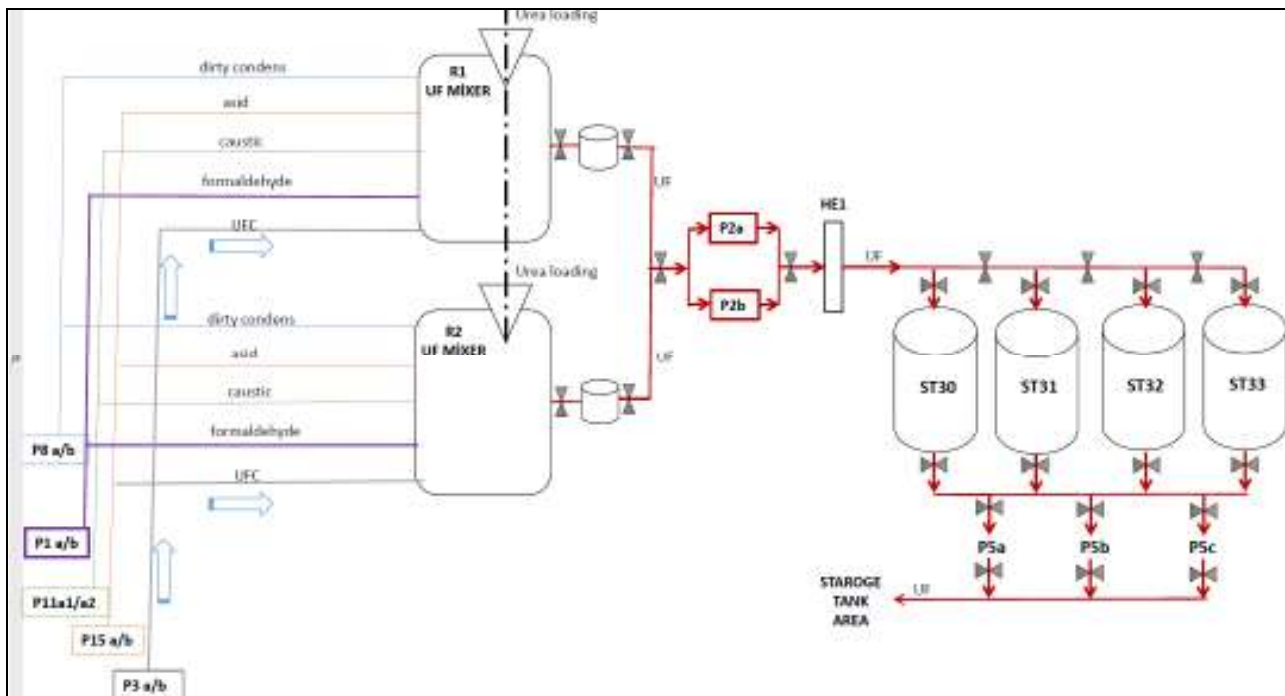 Urea loading
dirty condens
R1
UF MİXER
asid
caustic
formaldehyde
UFC
UF
HE1
P2a
UF
Urea loading
P2b
dirty condens
R2
UF MİXER
asid
UF
caustic
ST30
ST31
ST32
ST33
formaldehyde
P8 a/b
UFC
P1 a/b
P5a
P5b
P5c
P11a1/a2
STAROGE
TANK
AREA
UF
P15 a/b
P3 a/b